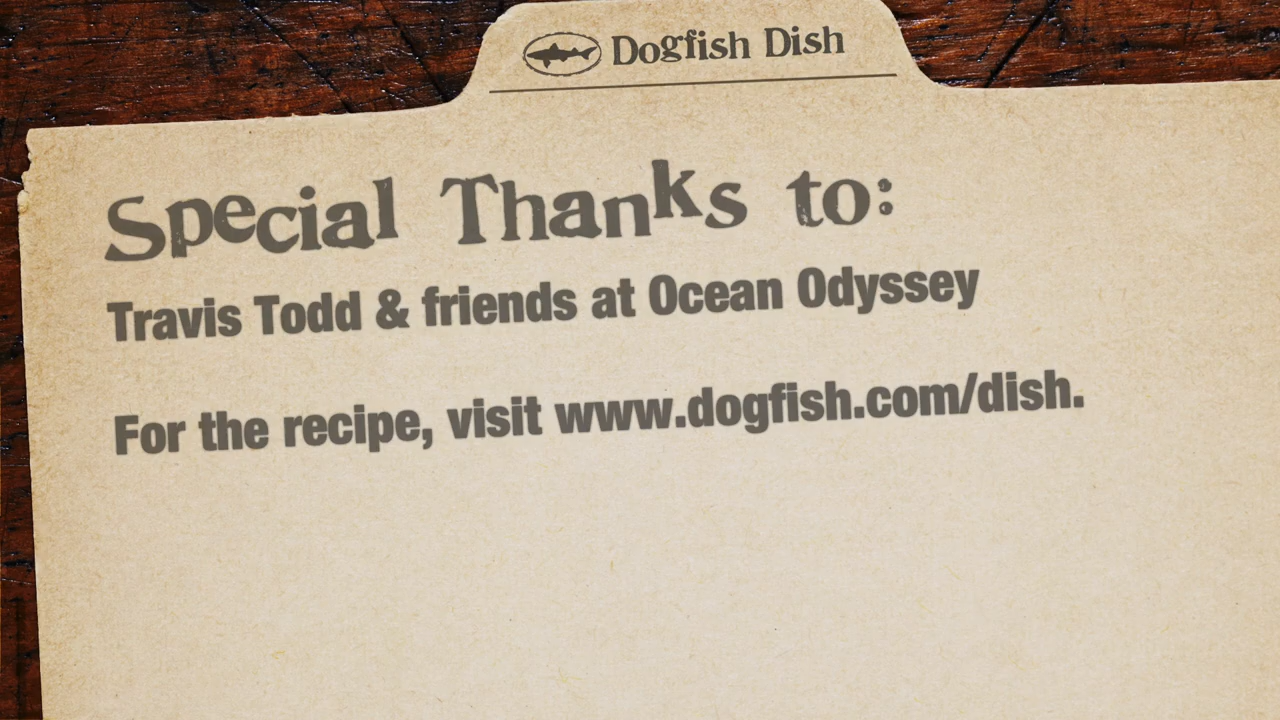 Dogfish Dish
Special Thanks to:
Travis Todd & friends at Ocean Odyssey
For the recipe, visit www.dogfish.com/dish.